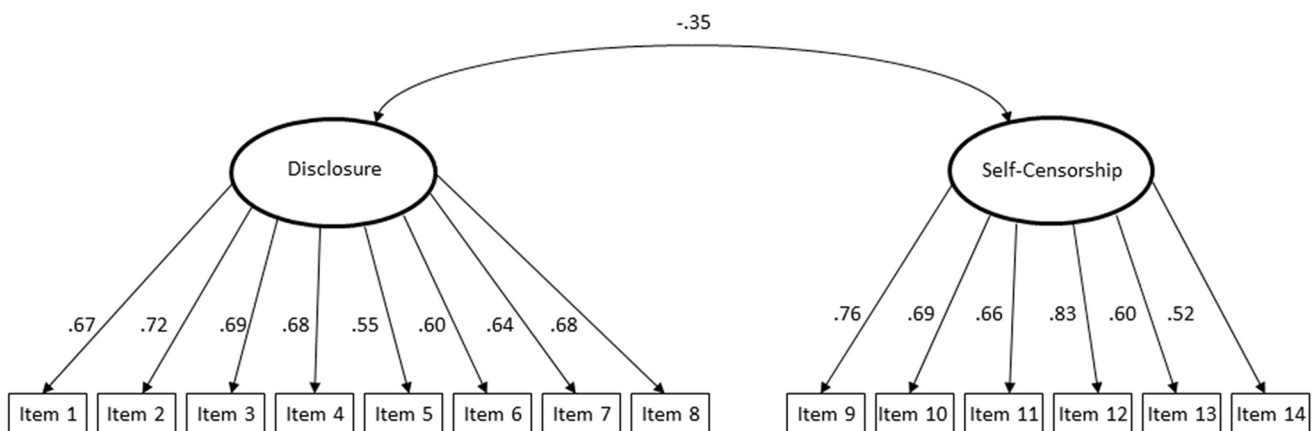 -.35
Disclosure
Self-Censorship
.67 .72 .69 .68 .55 .60 .64 .68
.76 .69 .66 .83 .60 .52
Item 1 Item 2 Item 3 Item 4 Item 5 Item 6 Item 7 Item 8
Item 9 Item 10 Item 11 Item 12 Item 13 Item 14